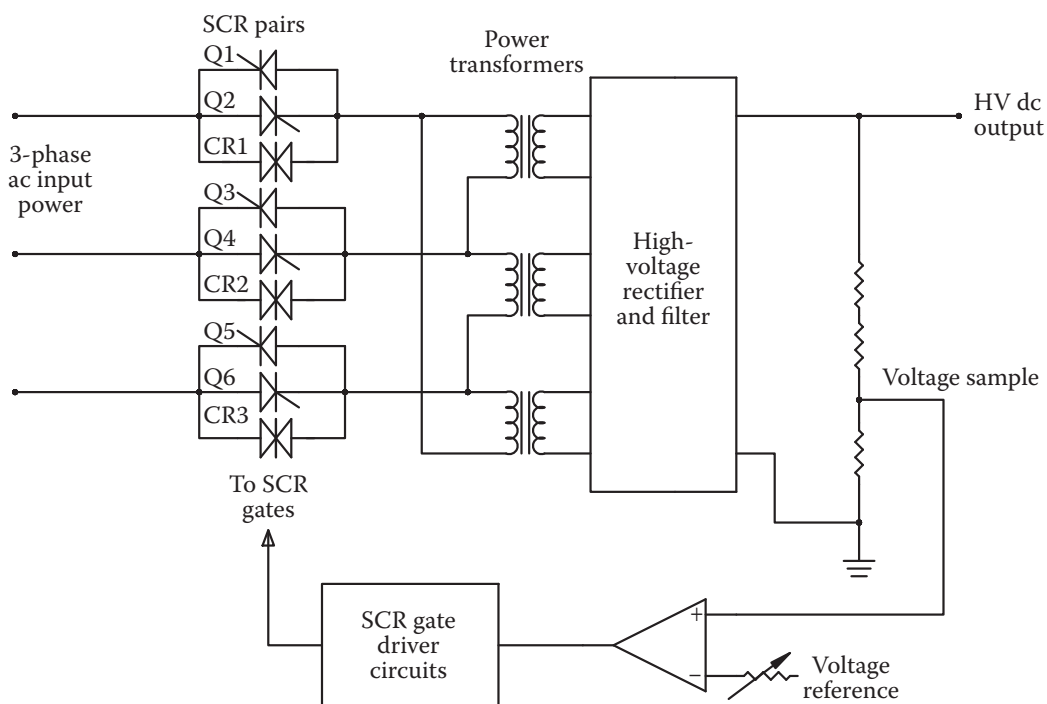 SCR pairs
Q1
Q2
CR1
Q3
Q4
CR2
Q5
Q6
CR3
3-phase
ac input
power
Power
transformers
High-
voltage
rectifier
and filter
HV dc
output
Voltage sample
To SCR
gates
SCR gate
driver
circuits
+
−
Voltage
reference